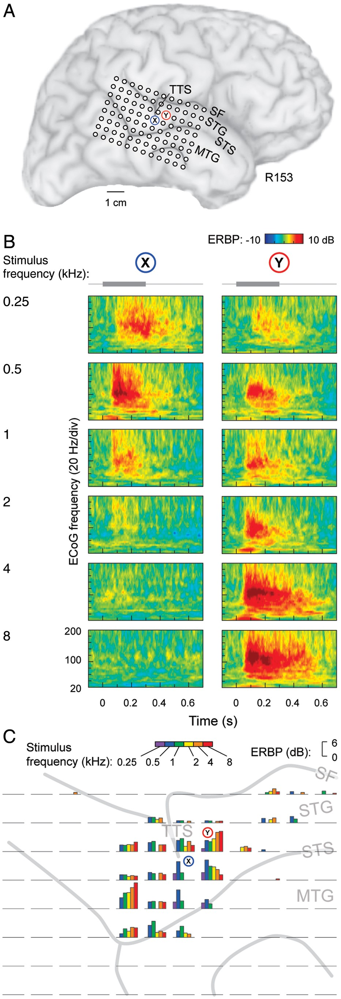 A
TTS
X
Y
SF
STG
STS
MTG
R153
1 cm
B
ERBP: -10 10 dB
Stimulus
frequency (kHz):
X
Y
0.25
0.5
1
2
4
8
ECoG frequency (20 Hz/div)
200
100
20
0 0.2 0.4 0.6
0 0.2 0.4 0.6
Time (s)
C
Stimulus
frequency (kHz): 0.25 0.5 1 2 4 8
ERBP (dB): 6
0
SF
STG
TTS
Y
STS
X
MTG